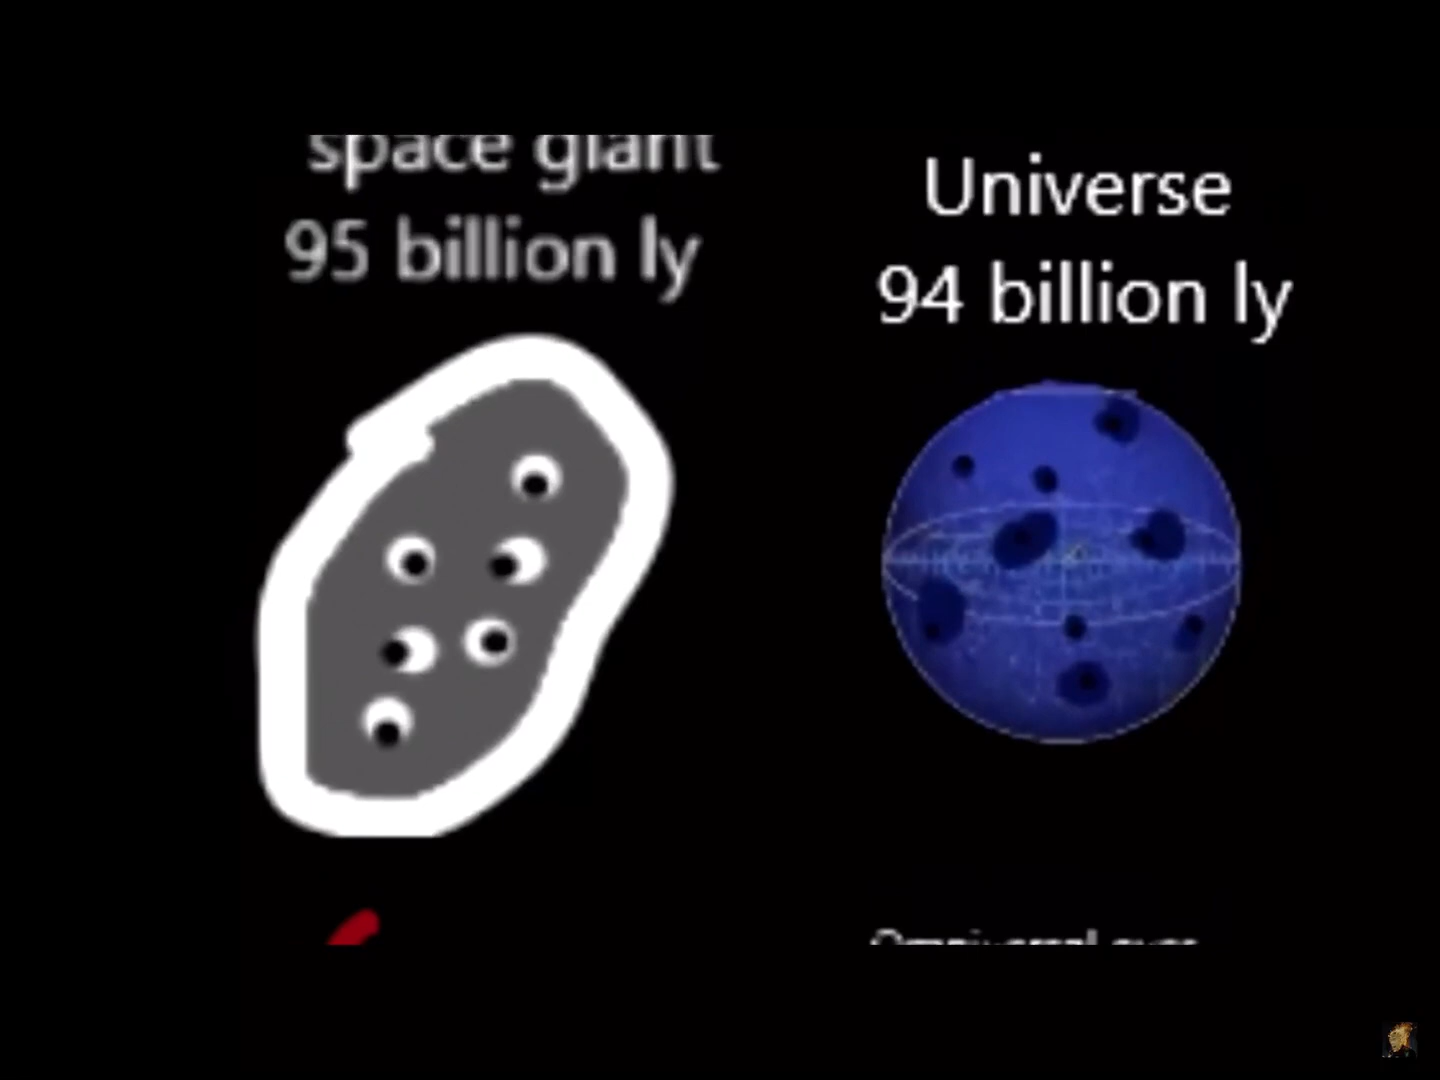 space giant
95 billion ly
Universe
94 billion ly